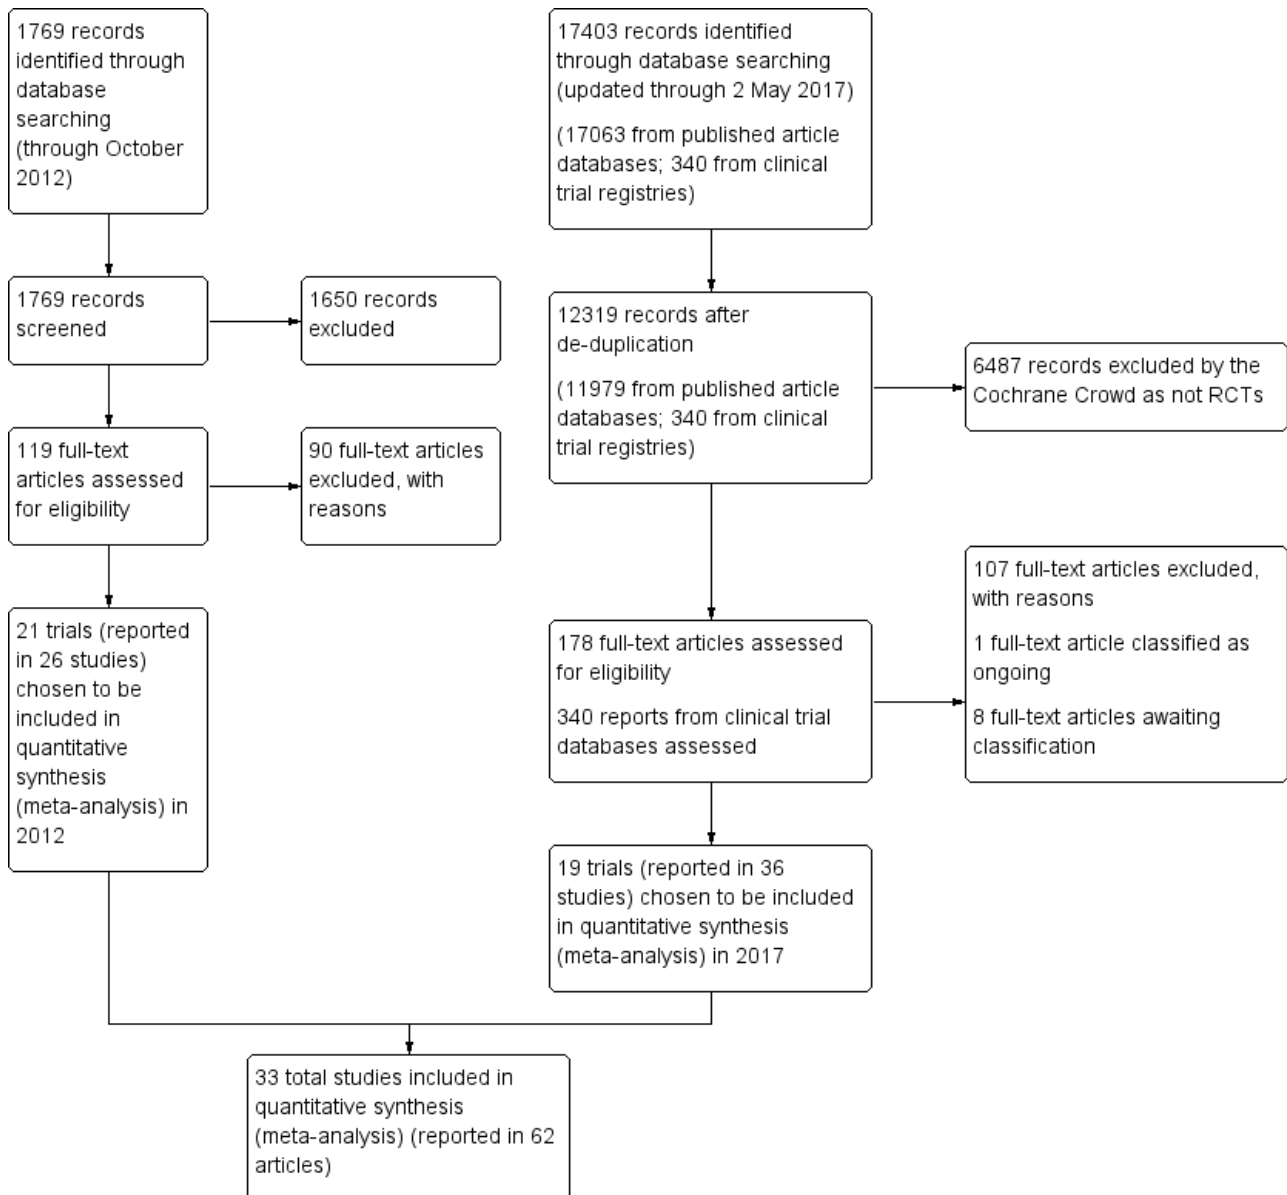 1769 records
identified through
database
searching
(through October
2012)
17403 records identified
through database searching
(updated through 2 May 2017)
(17063 from published article
databases; 340 from clinical
trial registries)
1769 records
screened
1650 records
excluded
12319 records after
de-duplication
(11979 from published article
databases; 340 from clinical
trial registries)
6487 records excluded by the
Cochrane Crowd as not RCTs
119 full-text
articles assessed
for eligibility
90 full-text articles
excluded, with
reasons
107 full-text articles excluded,
with reasons
1 full-text article classified as
ongoing
8 full-text articles awaiting
classification
21 trials (reported
in 26 studies)
chosen to be
included in
quantitative
synthesis
(meta-analysis) in
2012
178 full-text articles assessed
for eligibility
340 reports from clinical trial
databases assessed
19 trials (reported in 36
studies) chosen to be included
in quantitative synthesis
(meta-analysis) in 2017
33 total studies included in
quantitative synthesis
(meta-analysis) (reported in 62
articles)